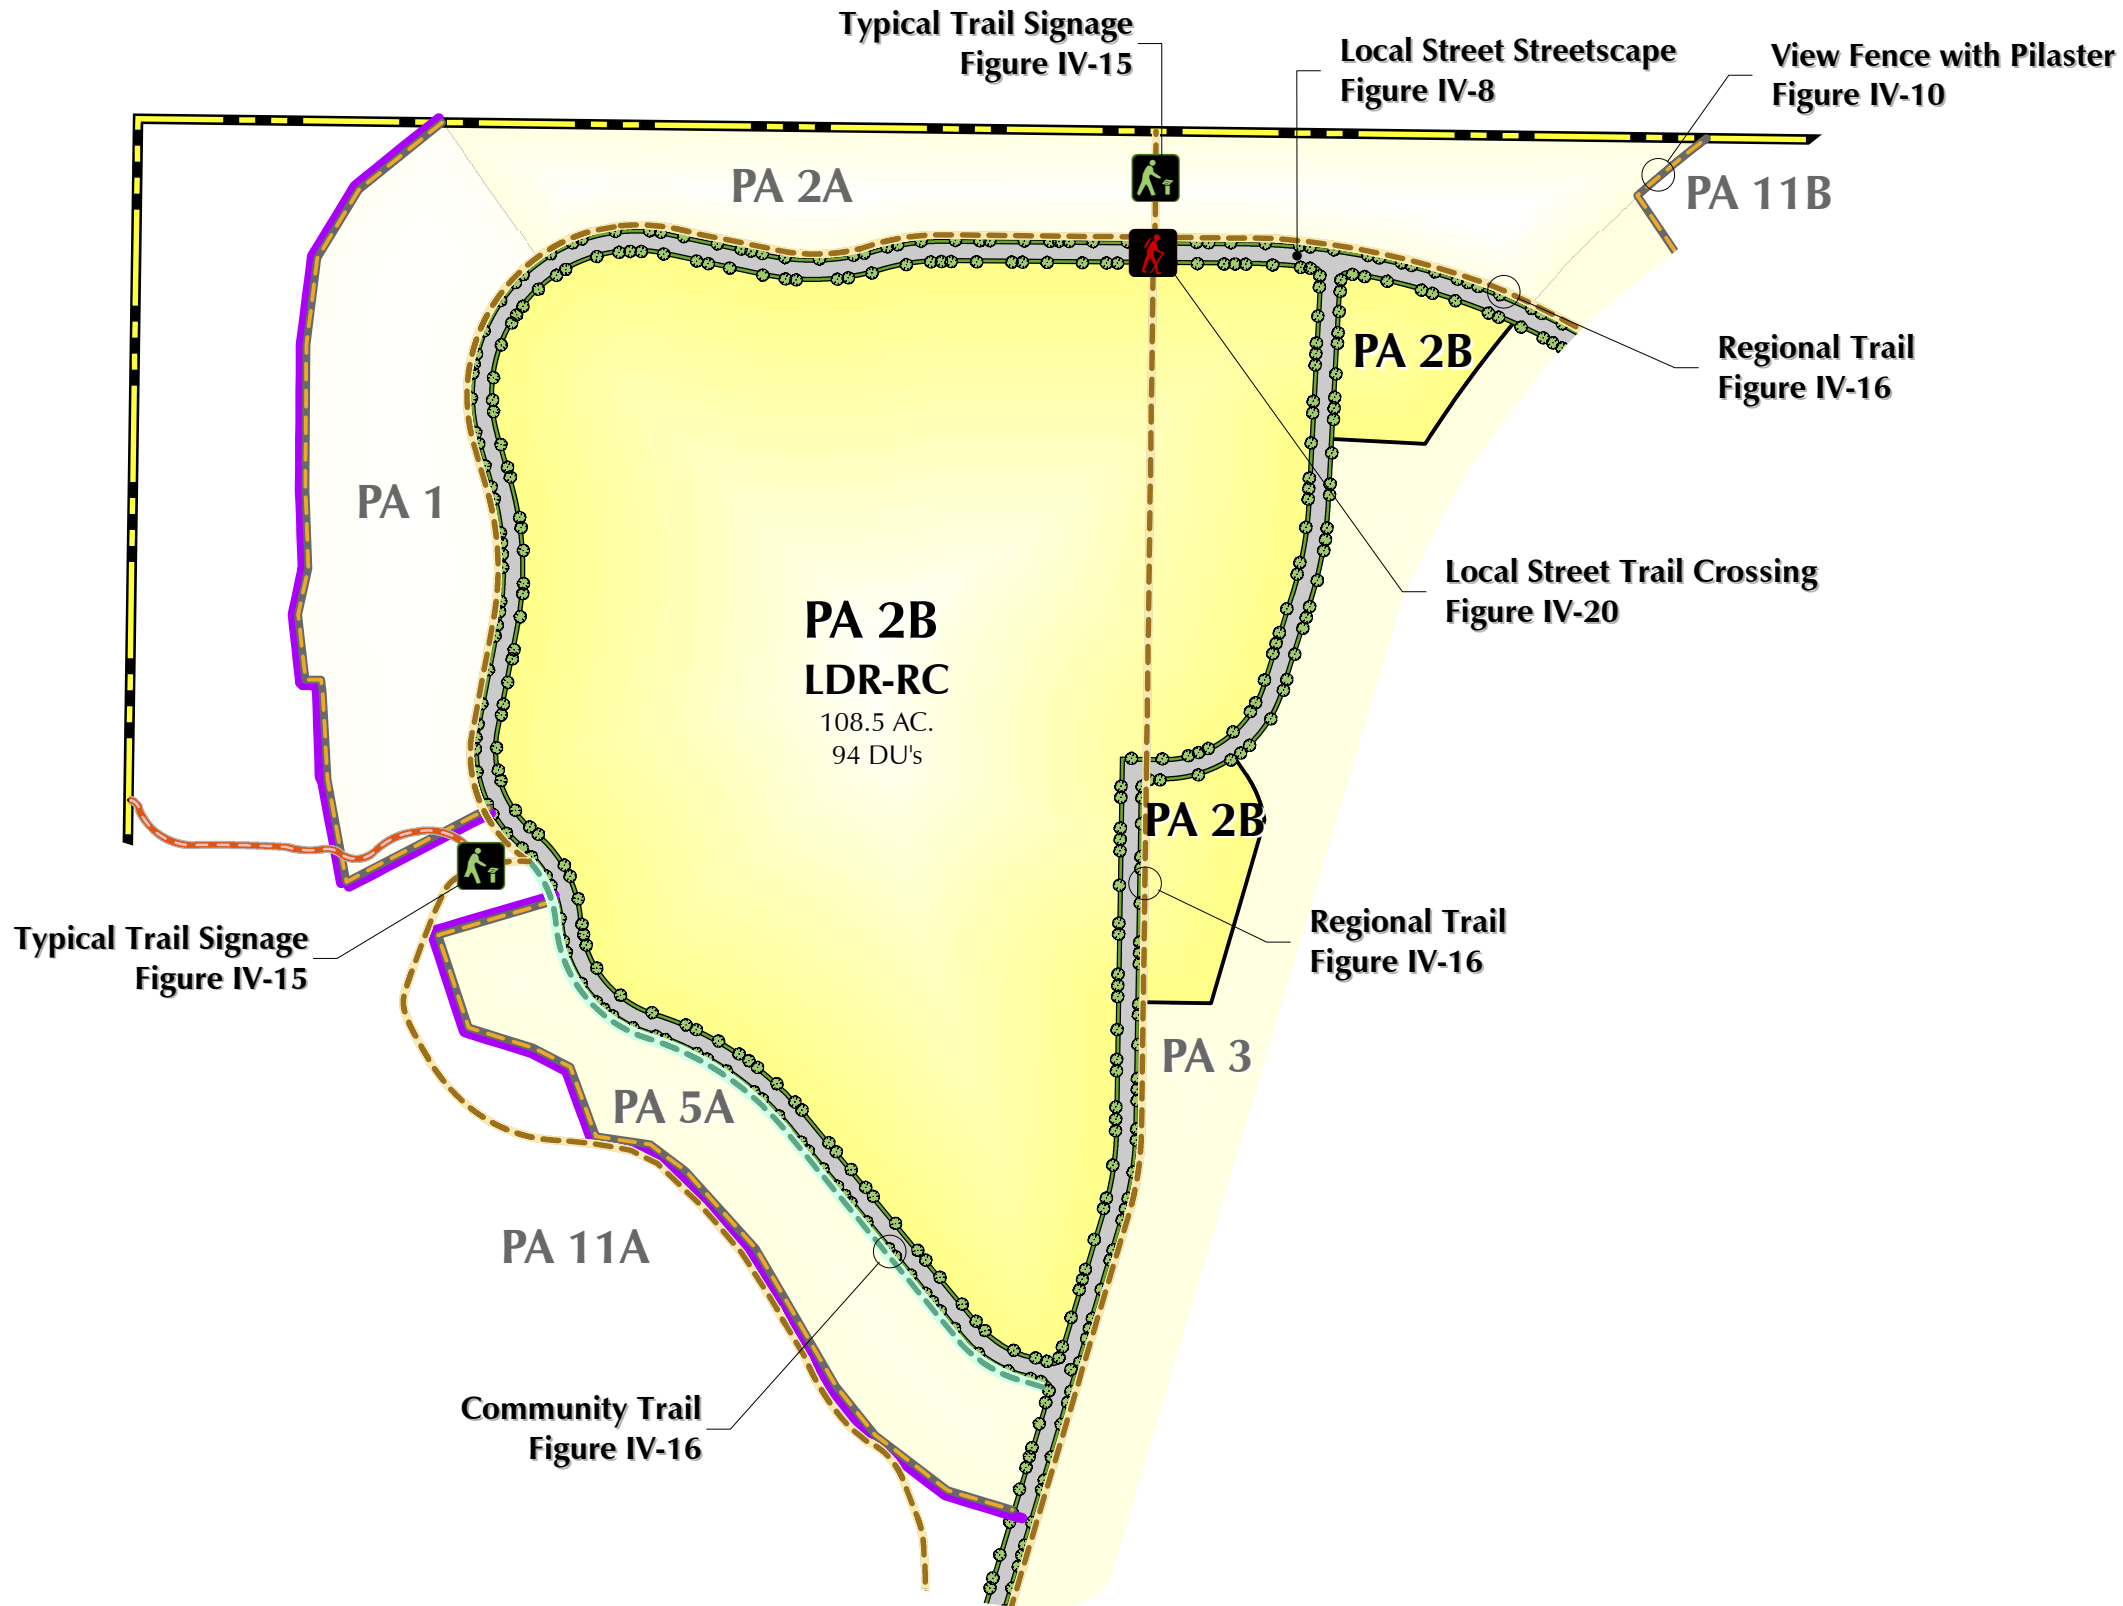 Typical Trail Signage
Figure IV-15
Local Street Streetscape
Figure IV-8
View Fence with Pilaster
Figure IV-10
PA 2A
PA 11B
PA 2B
Regional Trail
Figure IV-16
PA 1
Local Street Trail Crossing
Figure IV-20
PA 2B
LDR-RC
108.5 AC.
94 DU's
PA 2B
Typical Trail Signage
Figure IV-15
Regional Trail
Figure IV-16
PA 3
PA 5A
PA 11A
Community Trail
Figure IV-16